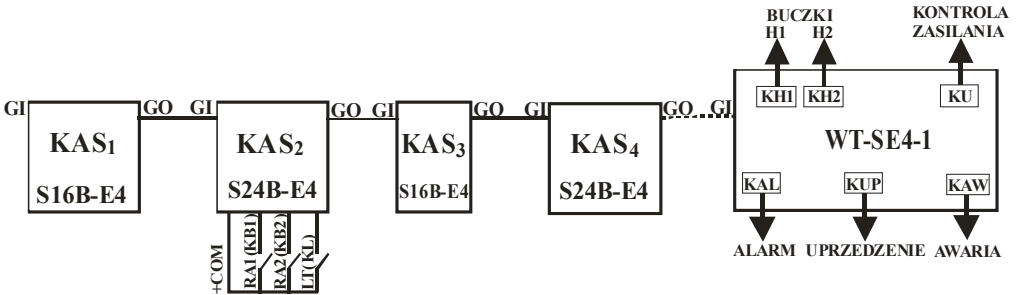 BUCZKI
H1 H2
KONTROLA
ZASILANIA
KH1 KH2 KU
GI GO GI GO GI GO GI GO GI
KAS1 KAS2 KAS3 KAS4 WT-SE4-1
S16B-E4 S24B-E4 S16B-E4 S24B-E4
KAL KUP KAW
+COM
RA1(KB1)
RA2(KB2)
LT(KL)
ALARM UPRZEDZENIE AWARIA